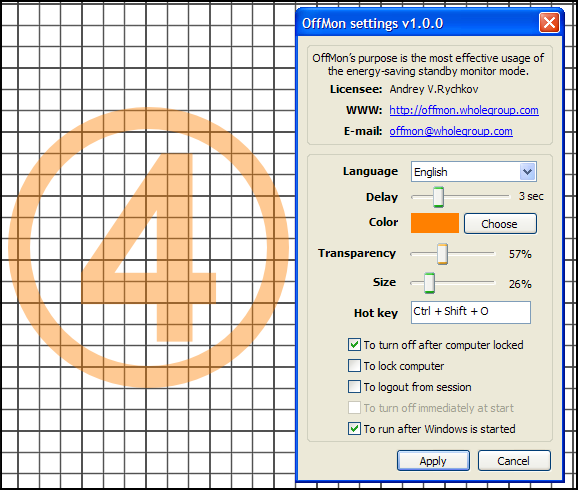 4
OffMon settings v1.0.0
OffMon's purpose is the most effective usage of
the energy-saving standby monitor mode.
Licensee: Andrey V.Rychkov
WWW: http://offmon.wholegroup.com
E-mail: offmon@wholegroup.com
Language English
Delay 3 sec
Color Choose
Transparency 57%
Size 26%
Hot key Ctrl + Shift + O
To turn off after computer locked
To lock computer
To logout from session
To turn off immediately at start
To run after Windows is started
Apply Cancel